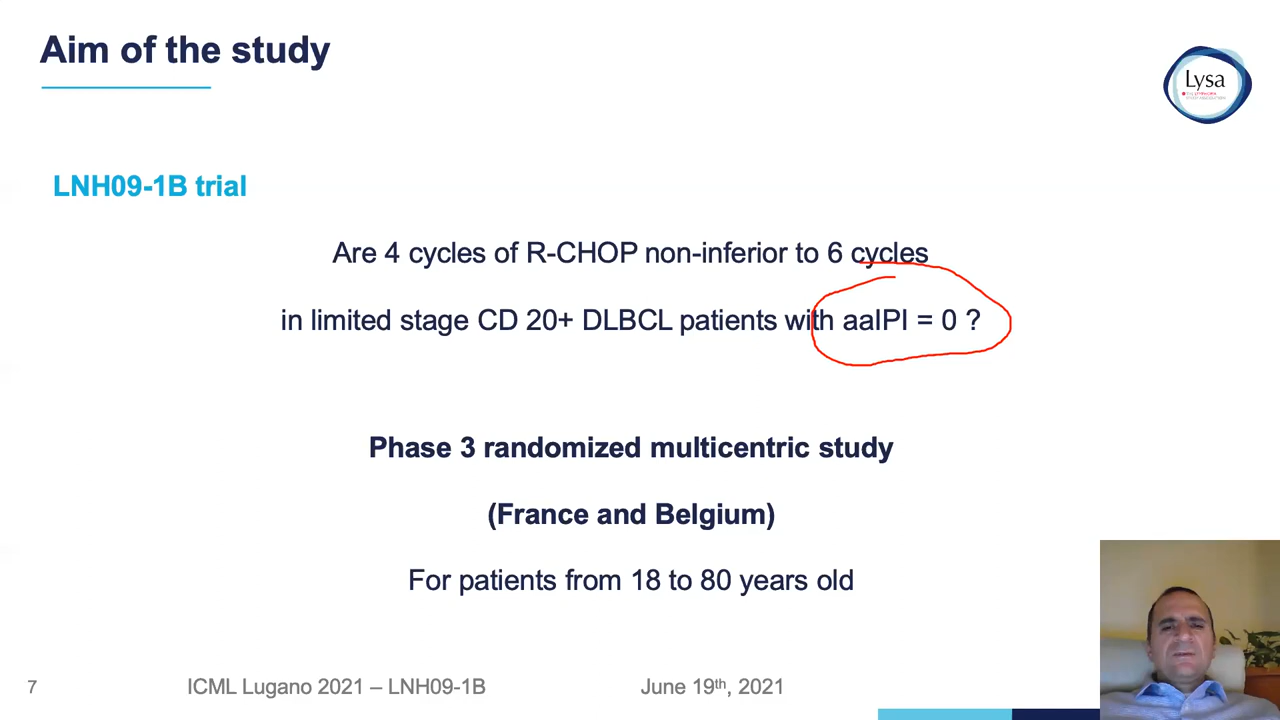 Aim of the study
Lysa
LNH09-1B trial
Are 4 cycles of R-CHOP non-inferior to 6 cycles
in limited stage CD 20+ DLBCL patients with aaIPI = 0 ?
Phase 3 randomized multicentric study
(France and Belgium)
For patients from 18 to 80 years old
7
ICML Lugano 2021 – LNH09-1B
June 19th, 2021